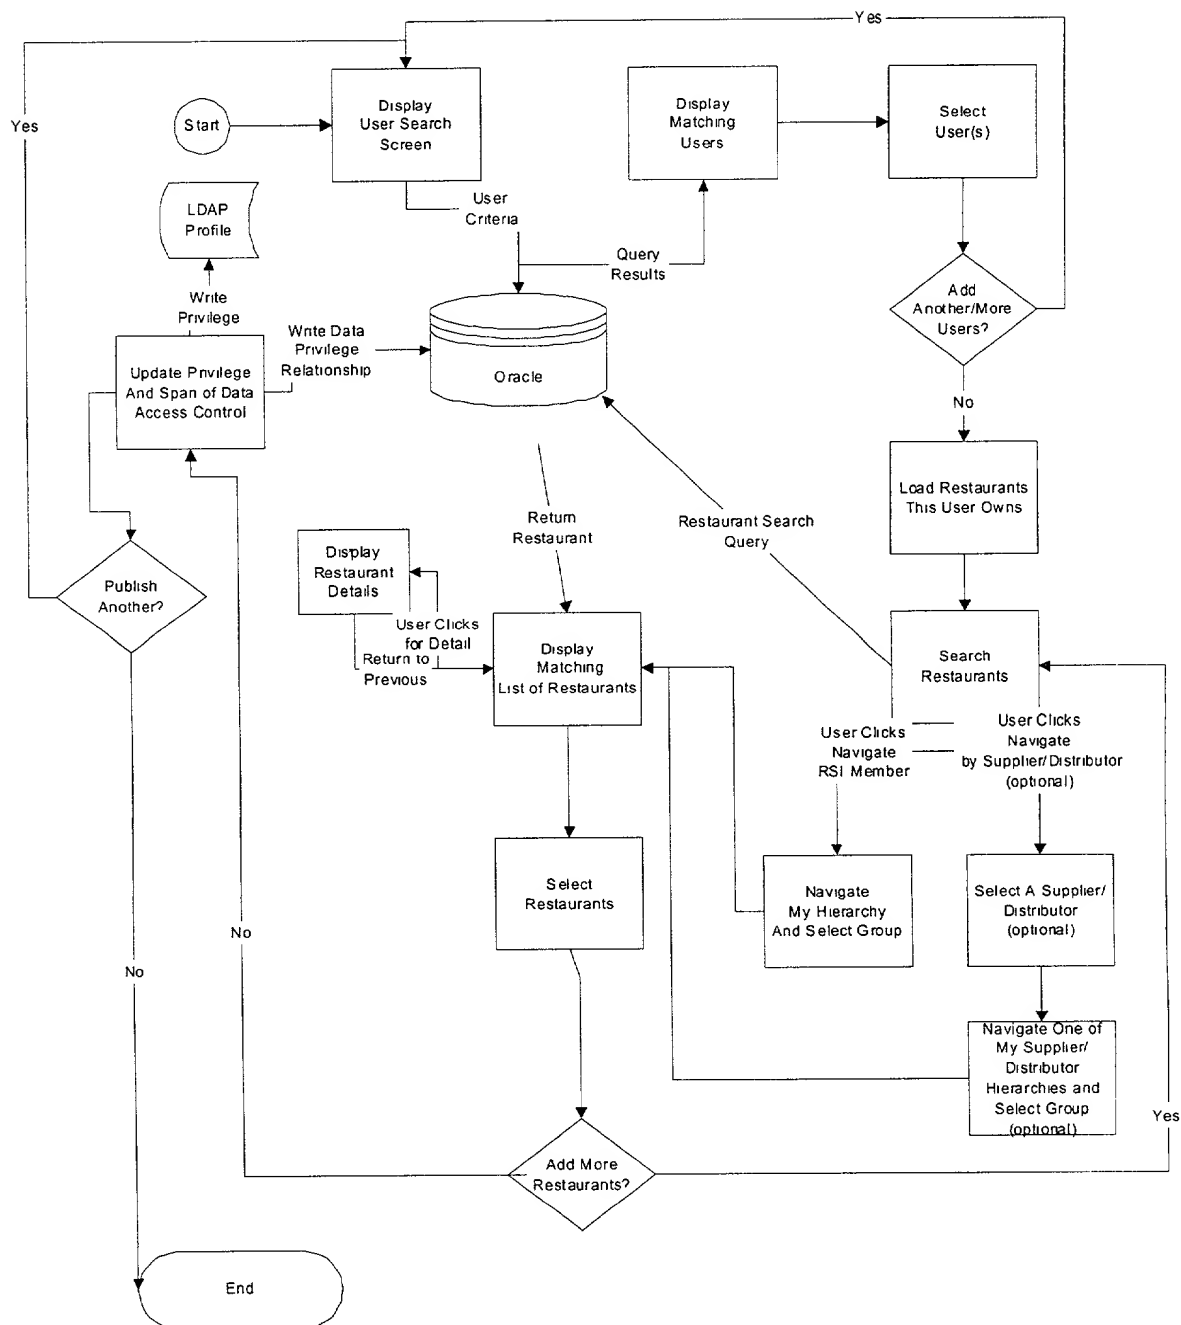 Yes
Yes
Start
Display
User Search
Screen
Display
Matching
Users
Select
User(s)
LDAP
Profile
User
Criteria
Query
Results
Write
Privilege
Write Data
Privilege
Relationship
Add
Another/More
Users?
Update Privilege
And Span of Data
Access Control
Oracle
No
Load Restaurants
This User Owns
Return
Restaurant
Restaurant Search
Query
Display
Restaurant
Details
Publish
Another?
User Clicks
for Detail
Return to
Previous
Display
Matching
List of Restaurants
Search
Restaurants
User Clicks
Navigate
RSI Member
User Clicks
Navigate
by Supplier/Distributor
(optional)
Select
Restaurants
Navigate
My Hierarchy
And Select Group
Select A Supplier/
Distributor
(optional)
No
No
Navigate One of
My Supplier/
Distributor
Hierarchies and
Select Group
(optional)
Yes
Add More
Restaurants?
End